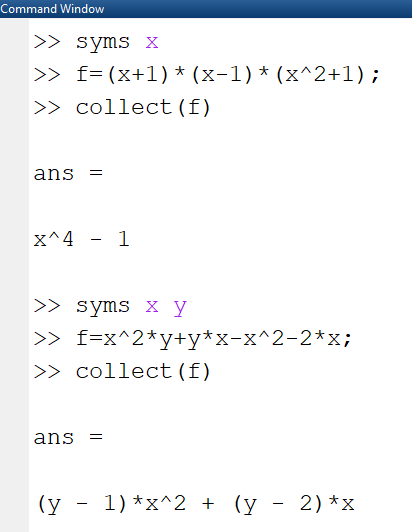 Command Window
>> syms x
>> f=(x+1)*(x-1)*(x^2+1);
>> collect(f)
ans =
x^4 - 1
>> syms x y
>> f=x^2*y+y*x-x^2-2*x;
>> collect(f)
ans =
(y - 1)*x^2 + (y - 2)*x